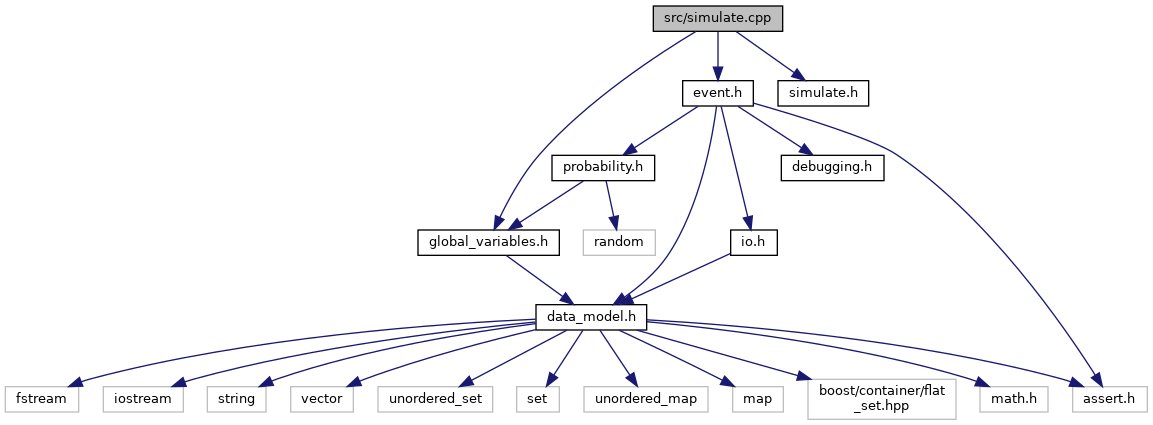 src/simulate.cpp
event.h
simulate.h
probability.h
debugging.h
global_variables.h
random
io.h
data_model.h
fstream
iostream
string
vector
unordered_set
set
unordered_map
map
boost/container/flat
_set.hpp
math.h
assert.h